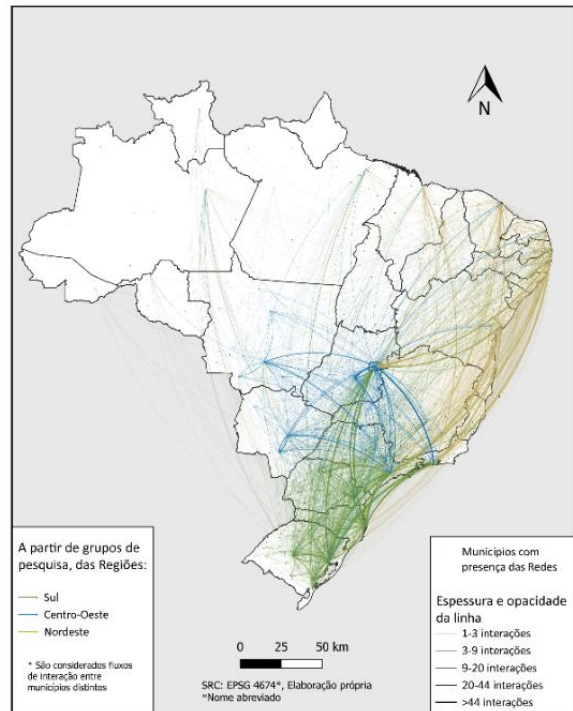 N
A partir de grupos de
pesquisa, das Regiões:
Sul
Centro-Oeste
Nordeste
* São considerados fluxos
de interação entre
municípios distintos
0 25 50 km
SRC: EPSG 4674*, Elaboração própria
*Nome abreviado
Municípios com
presença das Redes
Espessura e opacidade
da linha
1-3 interações
3-9 interações
9-20 interações
20-44 interações
>44 interações